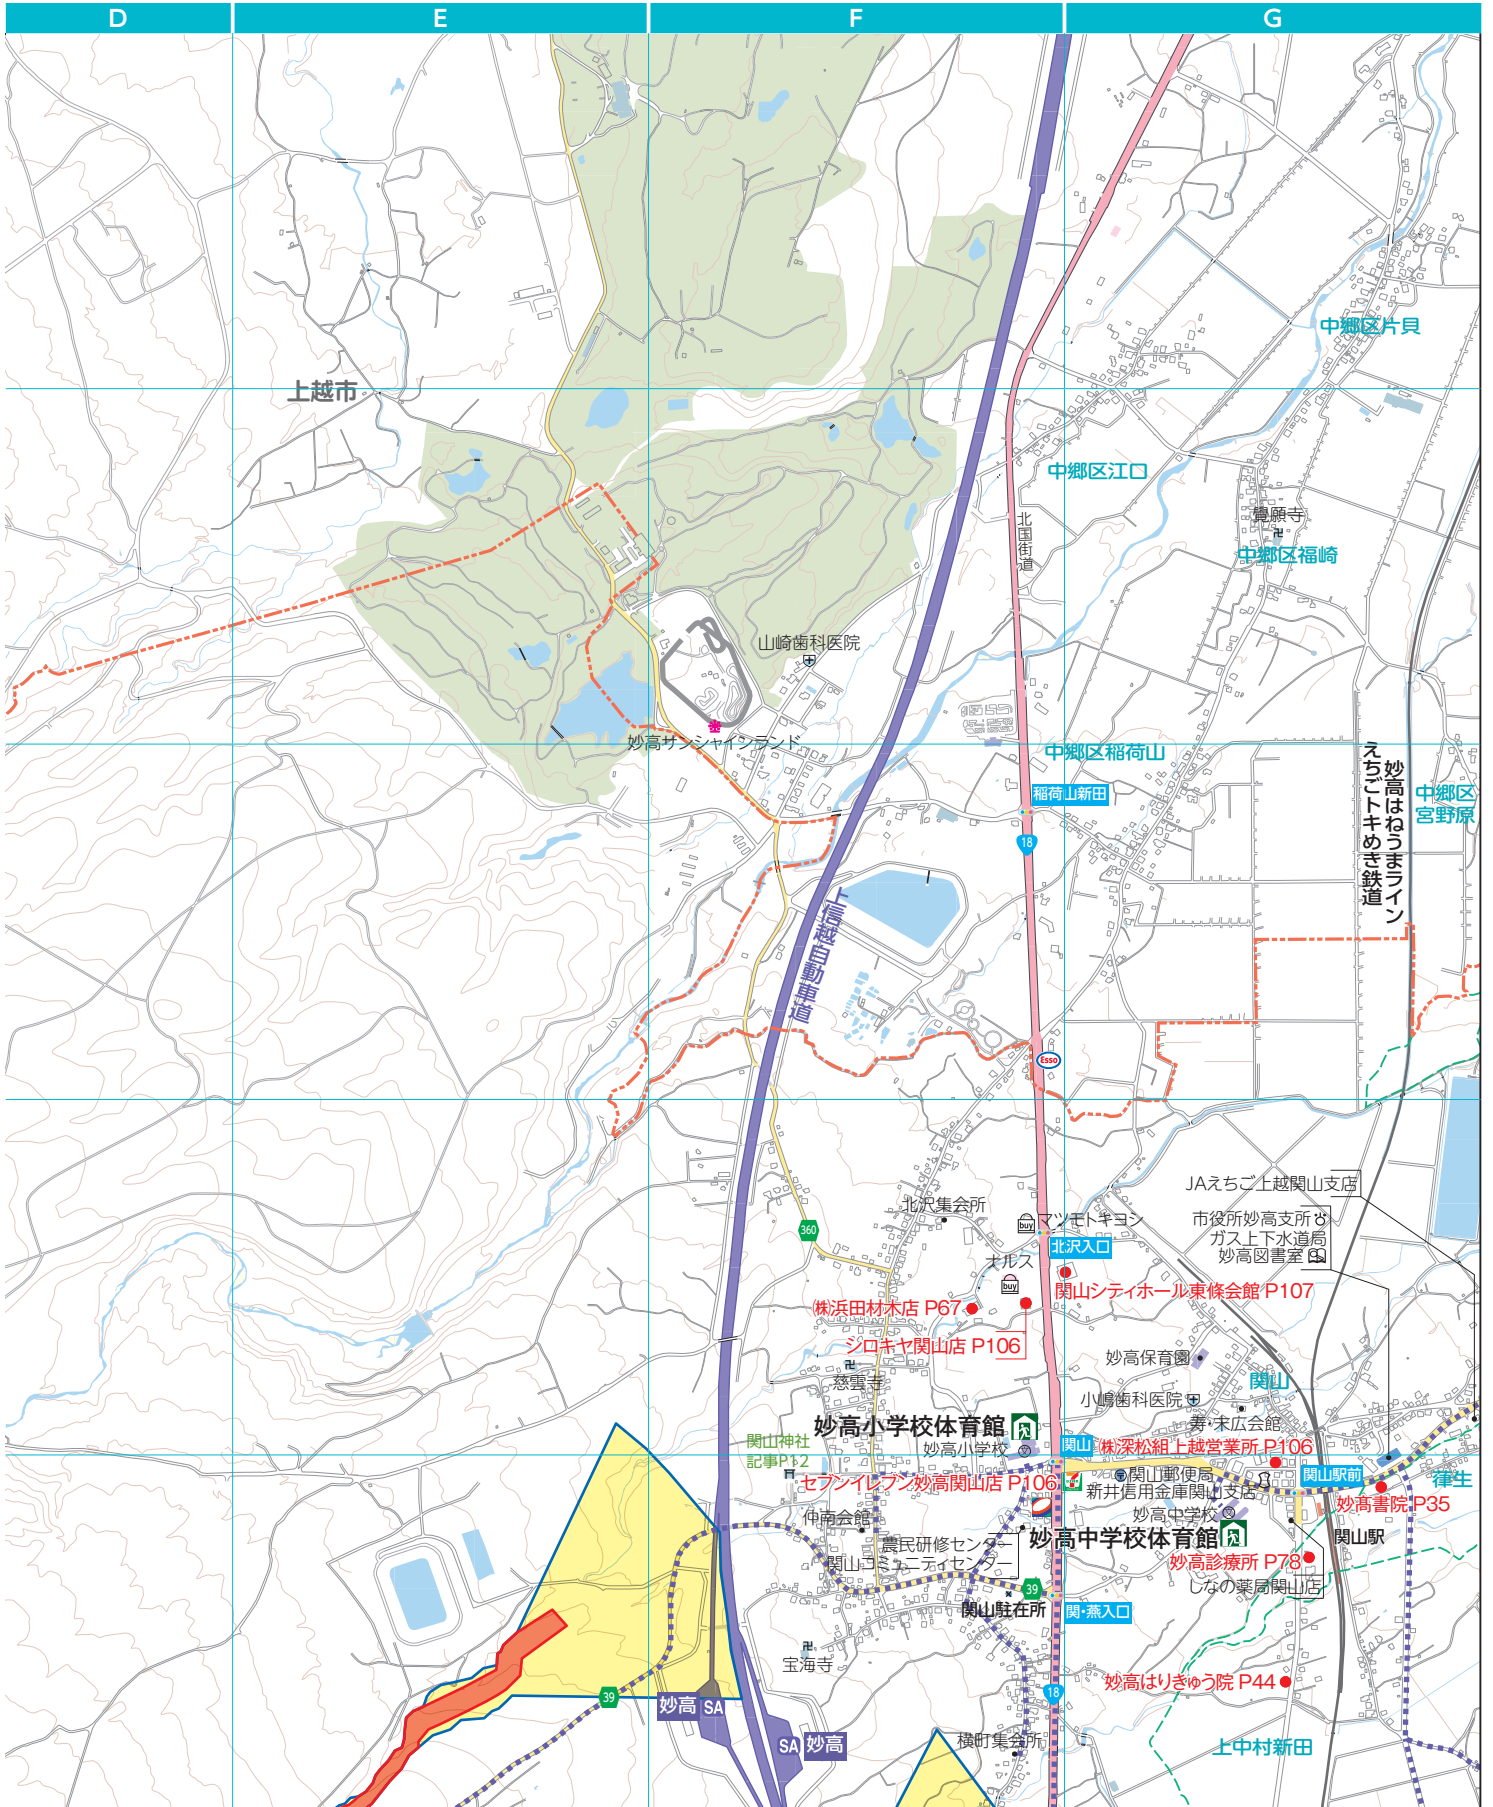 D
E
F
G
中郷区片貝
上越市
中郷区江口
北国街道
覺願寺
中郷区福崎
山崎歯科医院
妙高サンシャインランド
中郷区稲荷山
稲荷山新田
18
妙高はねうまライン
えちごトキめき鉄道
中郷区
宮野原
上信越自動車道
Esso
JAえちご上越関山支店
北沢集会所
buy
マツモトキヨシ
市役所妙高支所
ガス上下水道局
妙高図書室
360
北沢入口
ナルス
buy
関山シティホール東條会館 P107
㈱浜田材木店 P67
シロキヤ関山店 P106
妙高保育園
慈雲寺
関山
小嶋歯科医院
寿・末広会館
妙高小学校体育館
関山神社
記事P12
妙高小学校
関山
㈱深松組上越営業所 P106
セブンイレブン妙高関山店 P106
関山郵便局
関山駅前
葎生
新井信用金庫関山支店
妙髙書院 P35
仲南会館
妙高中学校
農民研修センター
妙高中学校体育館
関山駅
関山コミュニティセンター
妙高診療所 P78
しなの薬局関山店
39
関山駐在所
関・燕入口
宝海寺
妙高はりきゅう院 P44
39
妙高 SA
18
SA 妙高
横町集会所
上中村新田